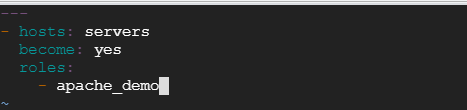 ---
- hosts: servers
  become: yes
  roles:
    - apache_demo
~